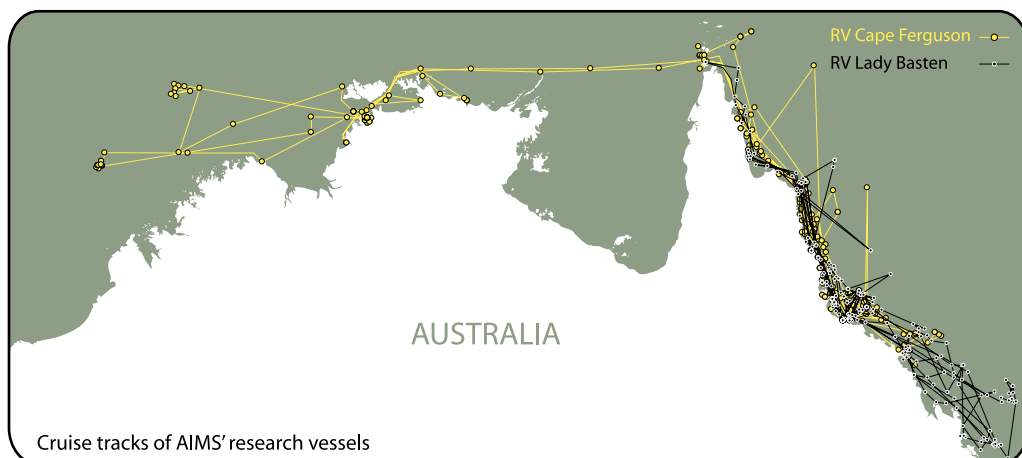 RV Cape Ferguson
RV Lady Basten
AUSTRALIA
Cruise tracks of AIMS' research vessels